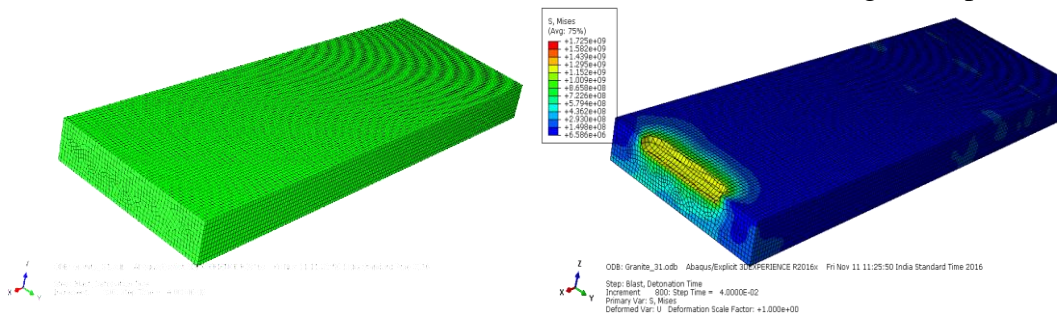 S, Mises
(Avg: 75%)
+1.725e+09
+1.582e+09
+1.439e+09
+1.295e+09
+1.152e+09
+1.009e+09
+8.658e+08
+7.226e+08
+5.794e+08
+4.362e+08
+2.930e+08
+1.498e+08
+6.586e+06
Z
X
Y
Z
X
Y
ODB: Granite_31.odb Abaqus/Explicit 3DEXPERIENCE R2016x Fri Nov 11 11:25:50 India Standard Time 2016
Step: Blast, Detonation Time
Increment 800: Step Time = 4.0000E-02
Primary Var: S, Mises
Deformed Var: U Deformation Scale Factor: +1.000e+00